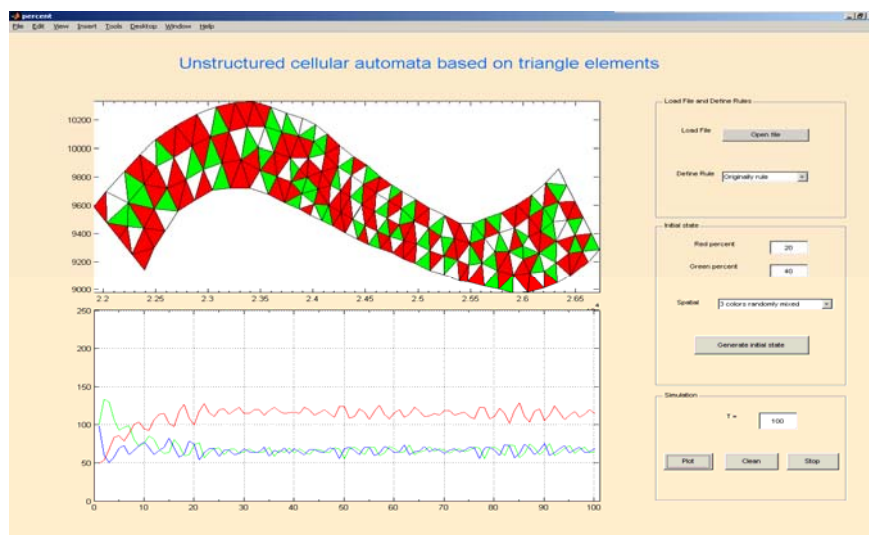 percent
File Edit View Insert Tools Desktop Window Help
Unstructured cellular automata based on triangle elements
10200
10000
9800
9600
9400
9200
9000
2.2 2.25 2.3 2.35 2.4 2.45 2.5 2.55 2.6 2.65
250
200
150
100
50
0
0 10 20 30 40 50 60 70 80 90 100
Load File and Define Rules
Load File Open file
Define Rule Originally rule
Initial state
Red percent 20
Green percent 40
Spatial 3 colors randomly mixed
Generate initial state
Simulation
T = 100
Plot Clean Stop